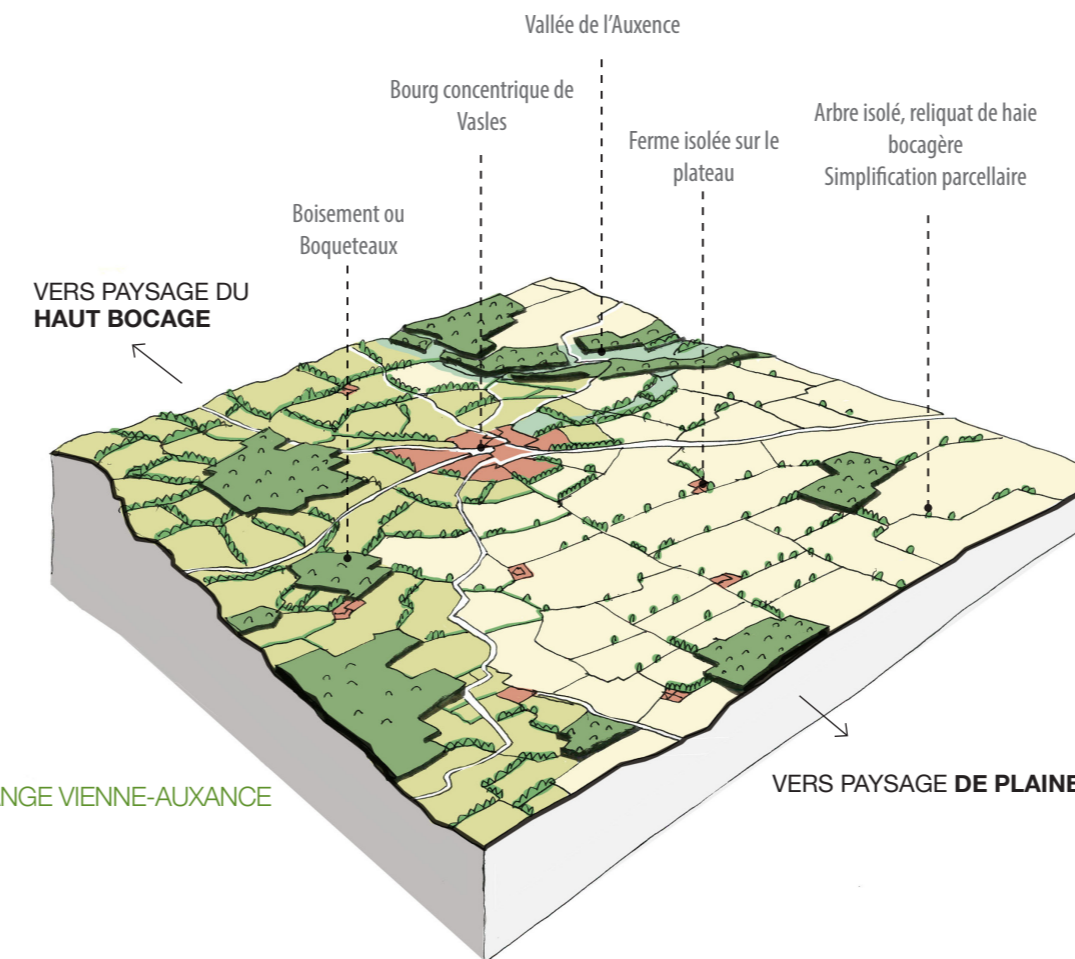 Vallée de l'Auxence
Bourg concentrique de
Vasles
Ferme isolée sur le
plateau
Arbre isolé, reliquat de haie
bocagère
Simplification parcellaire
Boisement ou
Boqueteaux
VERS PAYSAGE DU
HAUT BOCAGE
VIENNE-AUXANCE
VERS PAYSAGE DE PLAINE